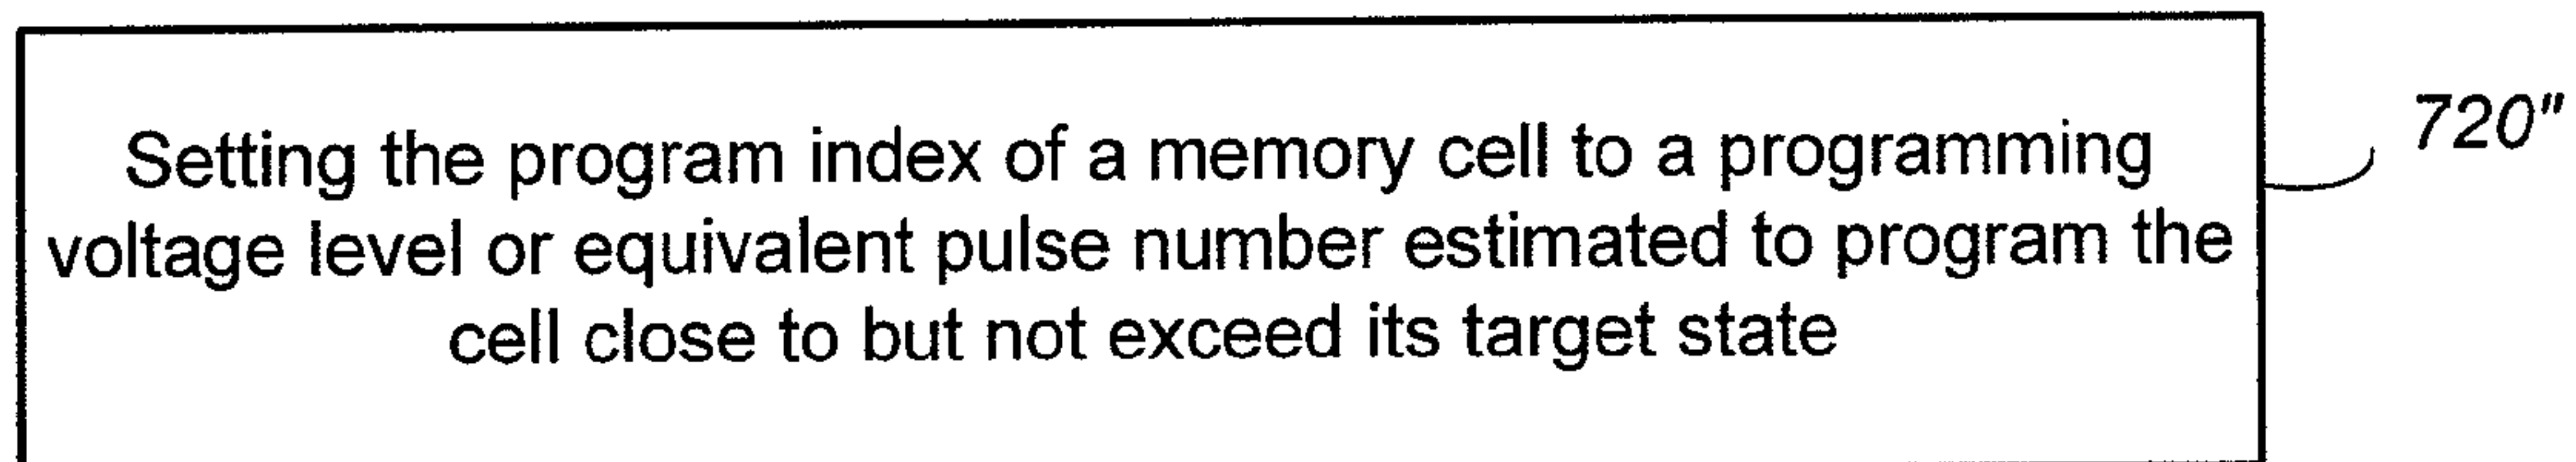 Setting the program index of a memory cell to a programming
voltage level or equivalent pulse number estimated to program the
cell close to but not exceed its target state
720"